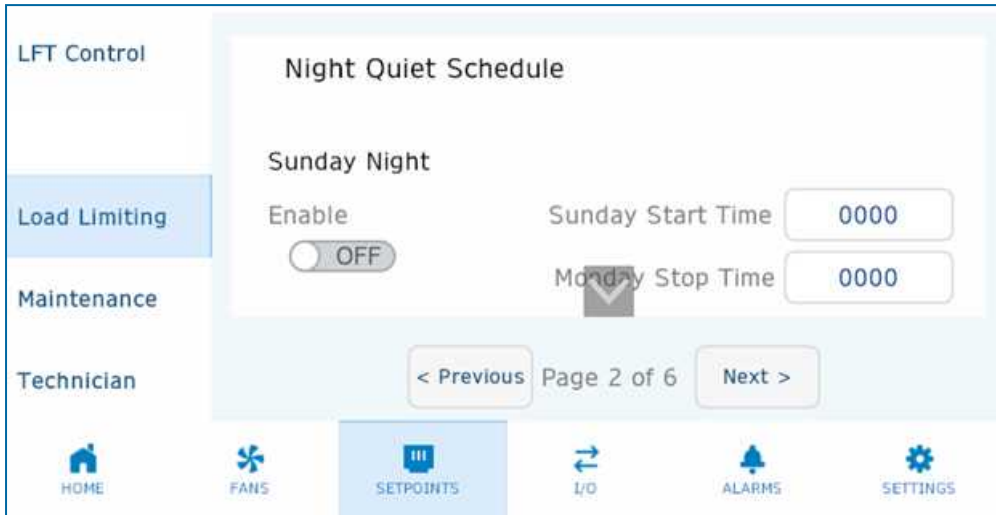 LFT Control
Load Limiting
Maintenance
Technician
Night Quiet Schedule
Sunday Night
Enable
OFF
Sunday Start Time 0000
Monday Stop Time 0000
< Previous Page 2 of 6 Next >
HOME FANS SETPOINTS I/O ALARMS SETTINGS